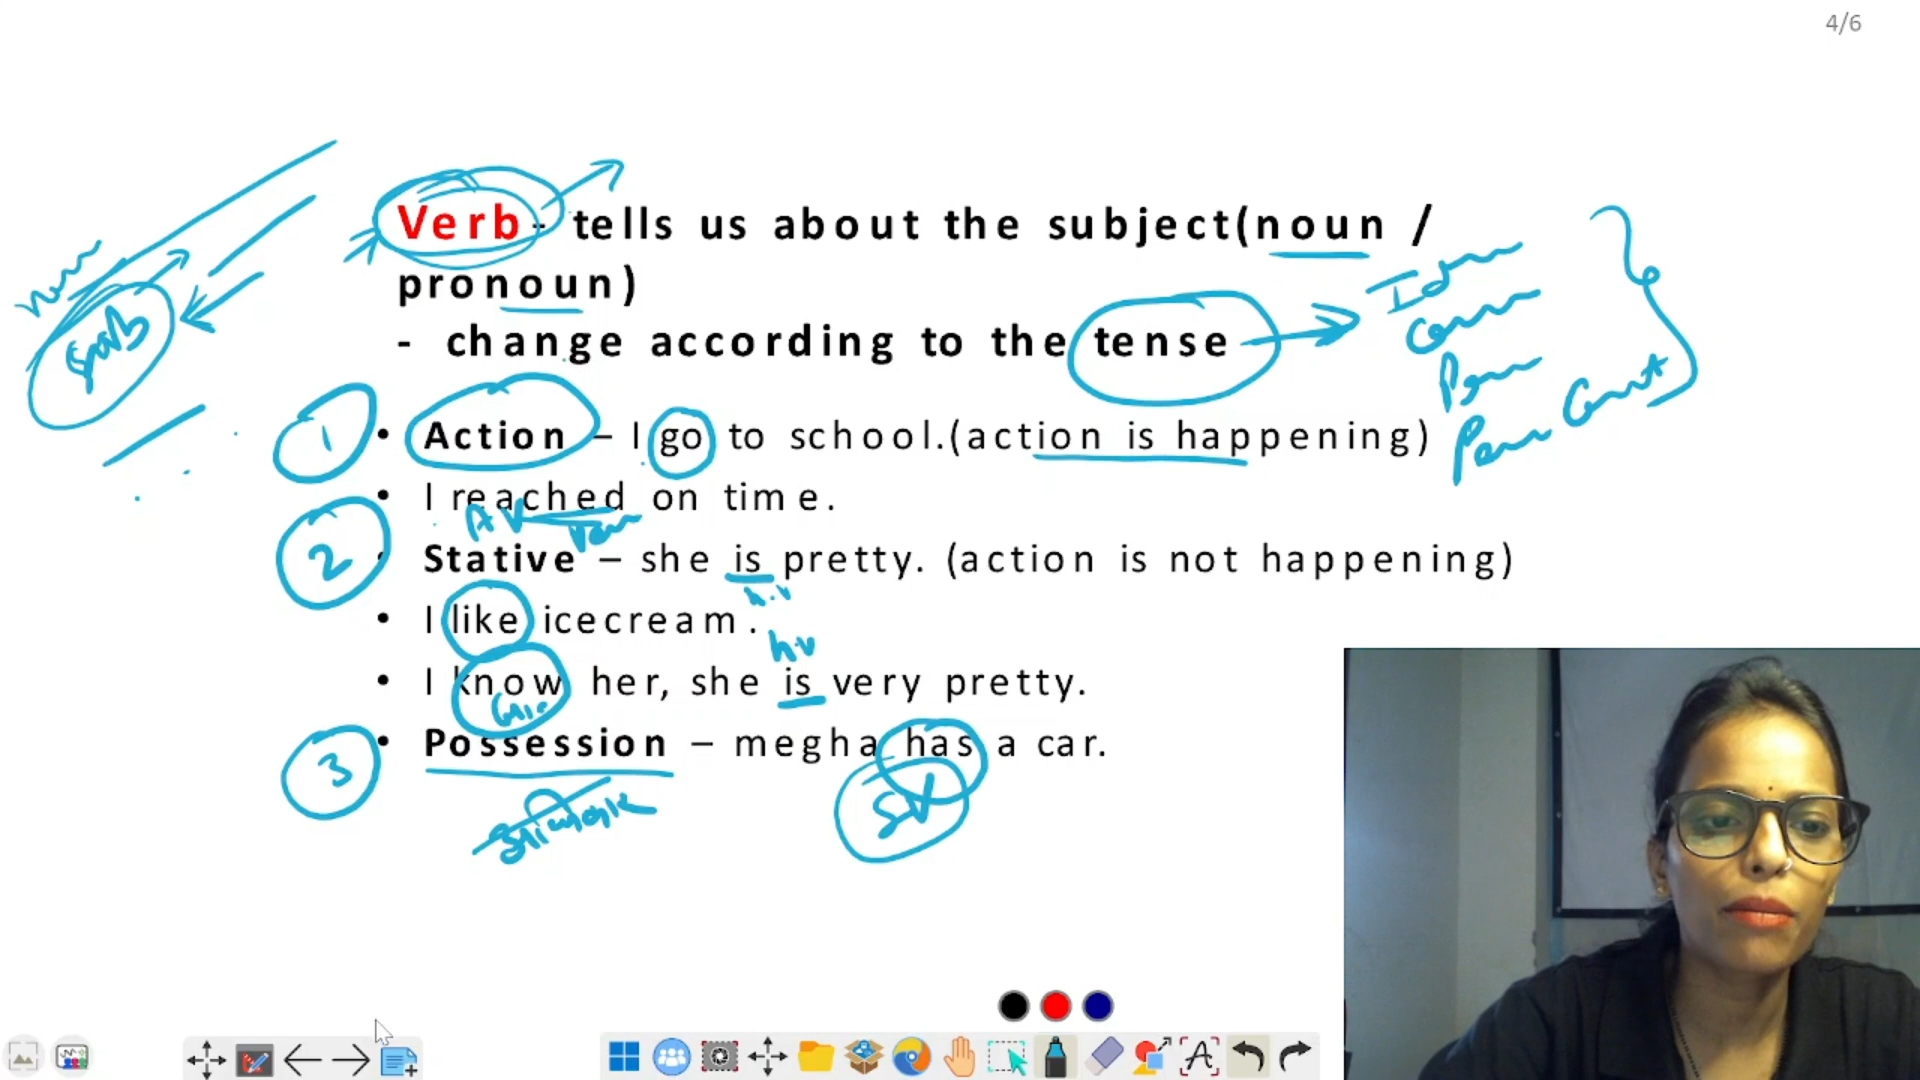 4/6
Verb - tells us about the subject(noun /
pronoun)
- change according to the tense
1 • Action – I go to school.(action is happening)
• I reached on time.
AV
2 • Stative – she is pretty. (action is not happening)
h.v
• I like icecream.
hv
• I know her, she is very pretty.
3 • Possession – megha has a car.
SV